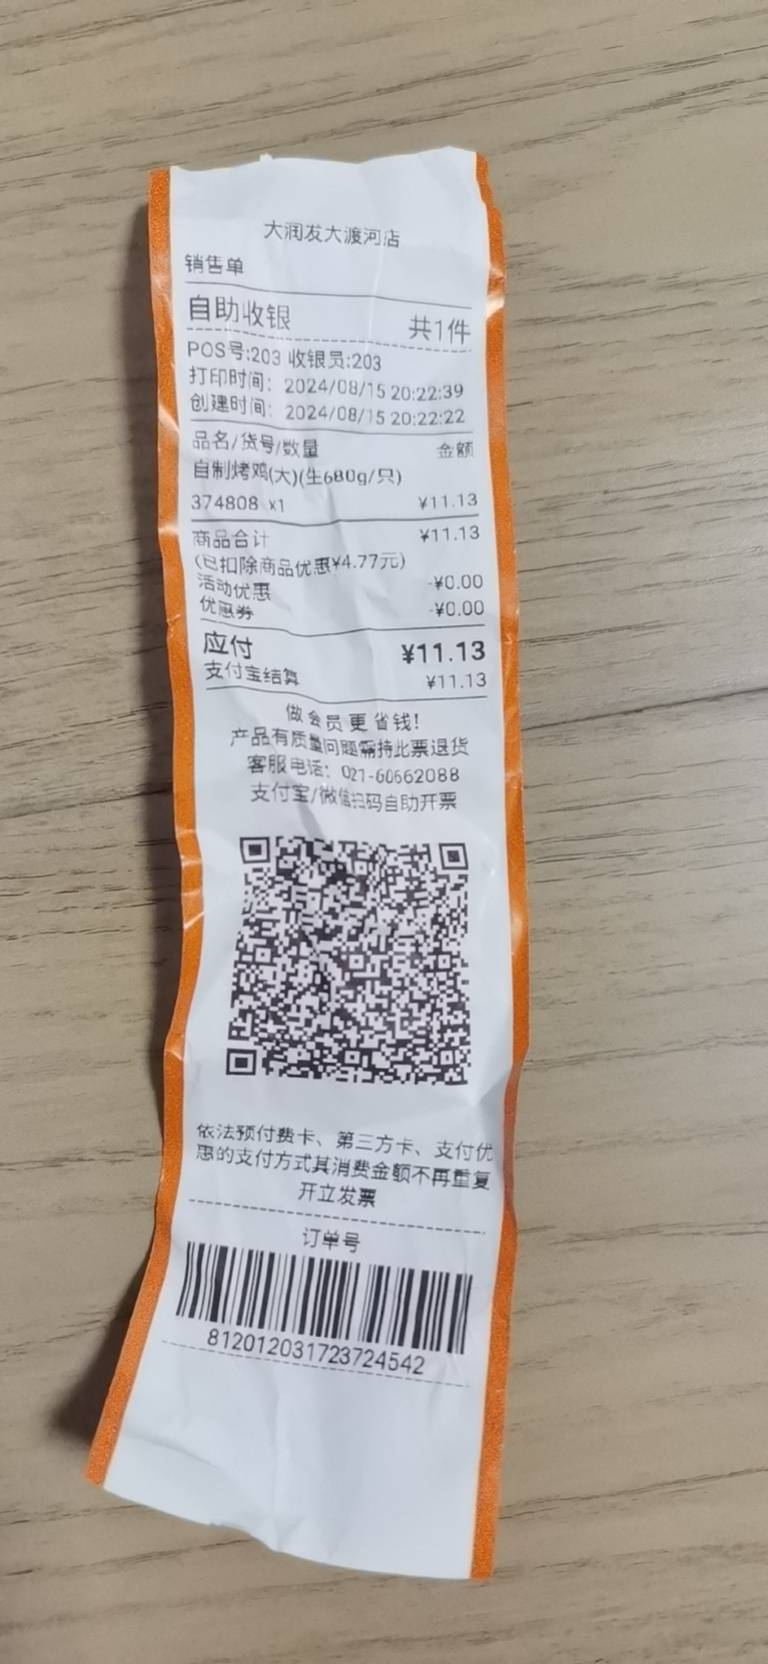 大润发大渡河店
销售单
自助收银 共1件
POS号:203 收银员:203
打印时间: 2024/08/15 20:22:39
创建时间: 2024/08/15 20:22:22
品名/货号/数量 金额
自制烤鸡(大)(生680g/只)
374808 x1 ¥11.13
商品合计 ¥11.13
(已扣除商品优惠¥4.77元)
活动优惠 -¥0.00
优惠券 -¥0.00
应付 ¥11.13
支付宝结算 ¥11.13
做会员更省钱!
产品有质量问题需持此票退货
客服电话: 021-60662088
支付宝/微信扫码自助开票
依法预付费卡、第三方卡、支付优
惠的支付方式其消费金额不再重复
开立发票
订单号
812012031723724542